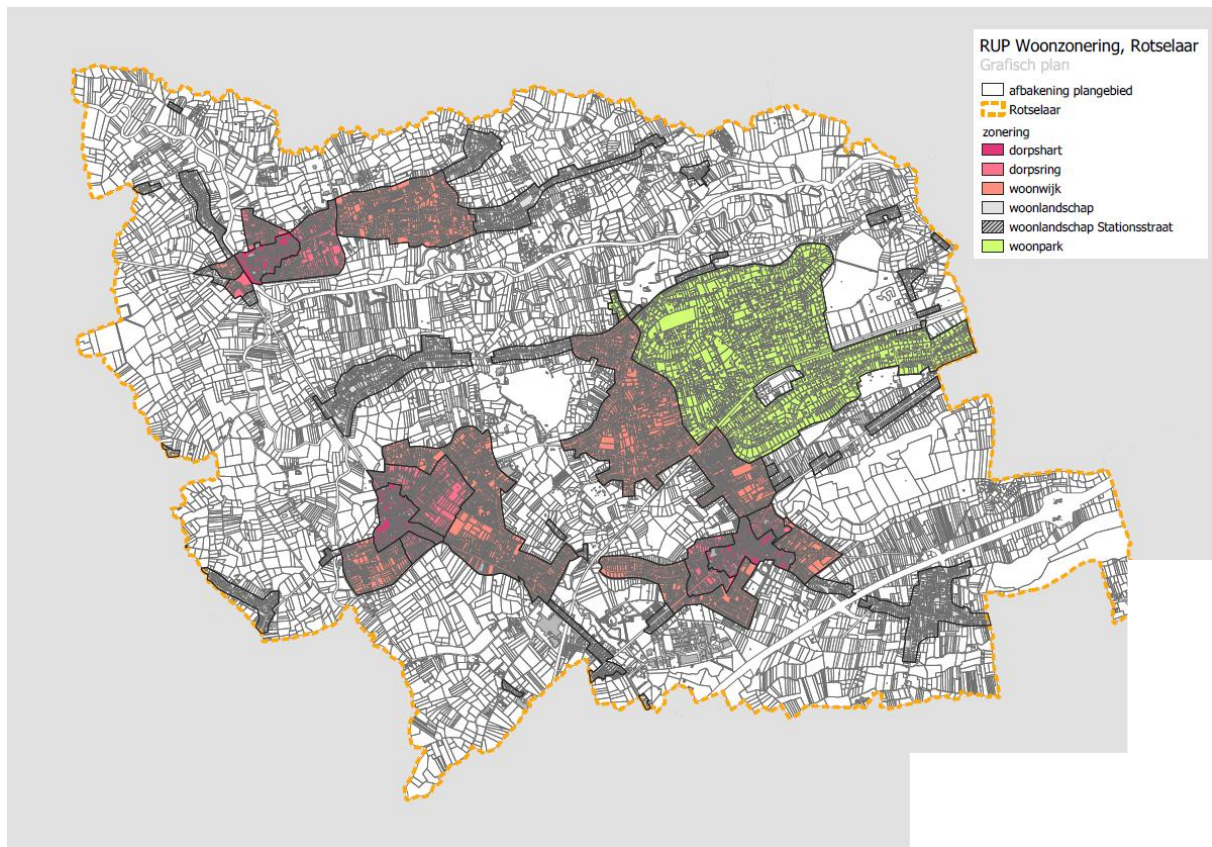 RUP Woonzonering, Rotselaar
Grafisch plan
afbakening plangebied
Rotselaar
zonering
dorpshart
dorpsring
woonwijk
woonlandschap
woonlandschap Stationsstraat
woonpark